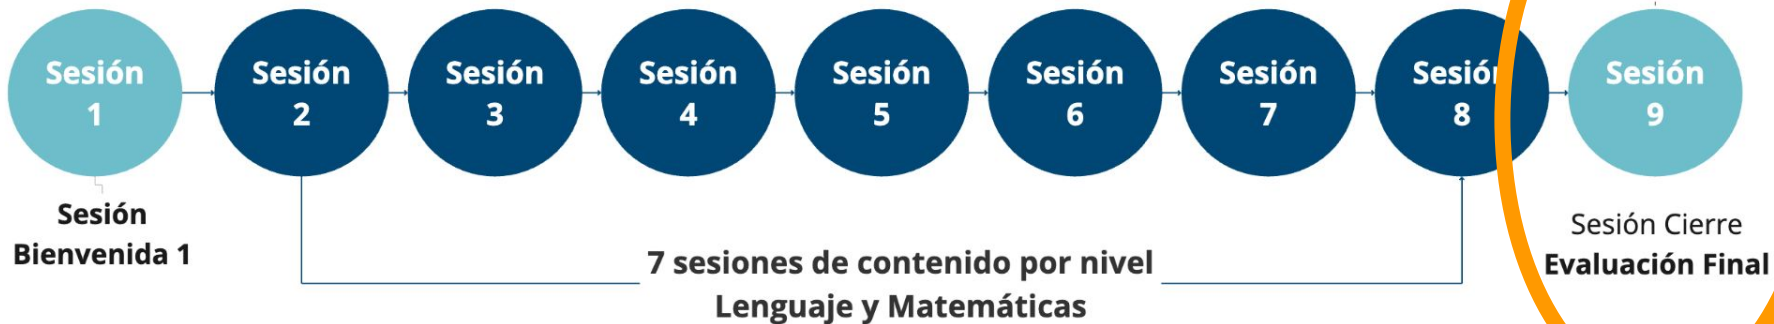 Sesión
1
Sesión
2
Sesión
3
Sesión
4
Sesión
5
Sesión
6
Sesión
7
Sesión
8
Sesión
9
Sesión
Bienvenida 1
7 sesiones de contenido por nivel
Lenguaje y Matemáticas
Sesión Cierre
Evaluación Final